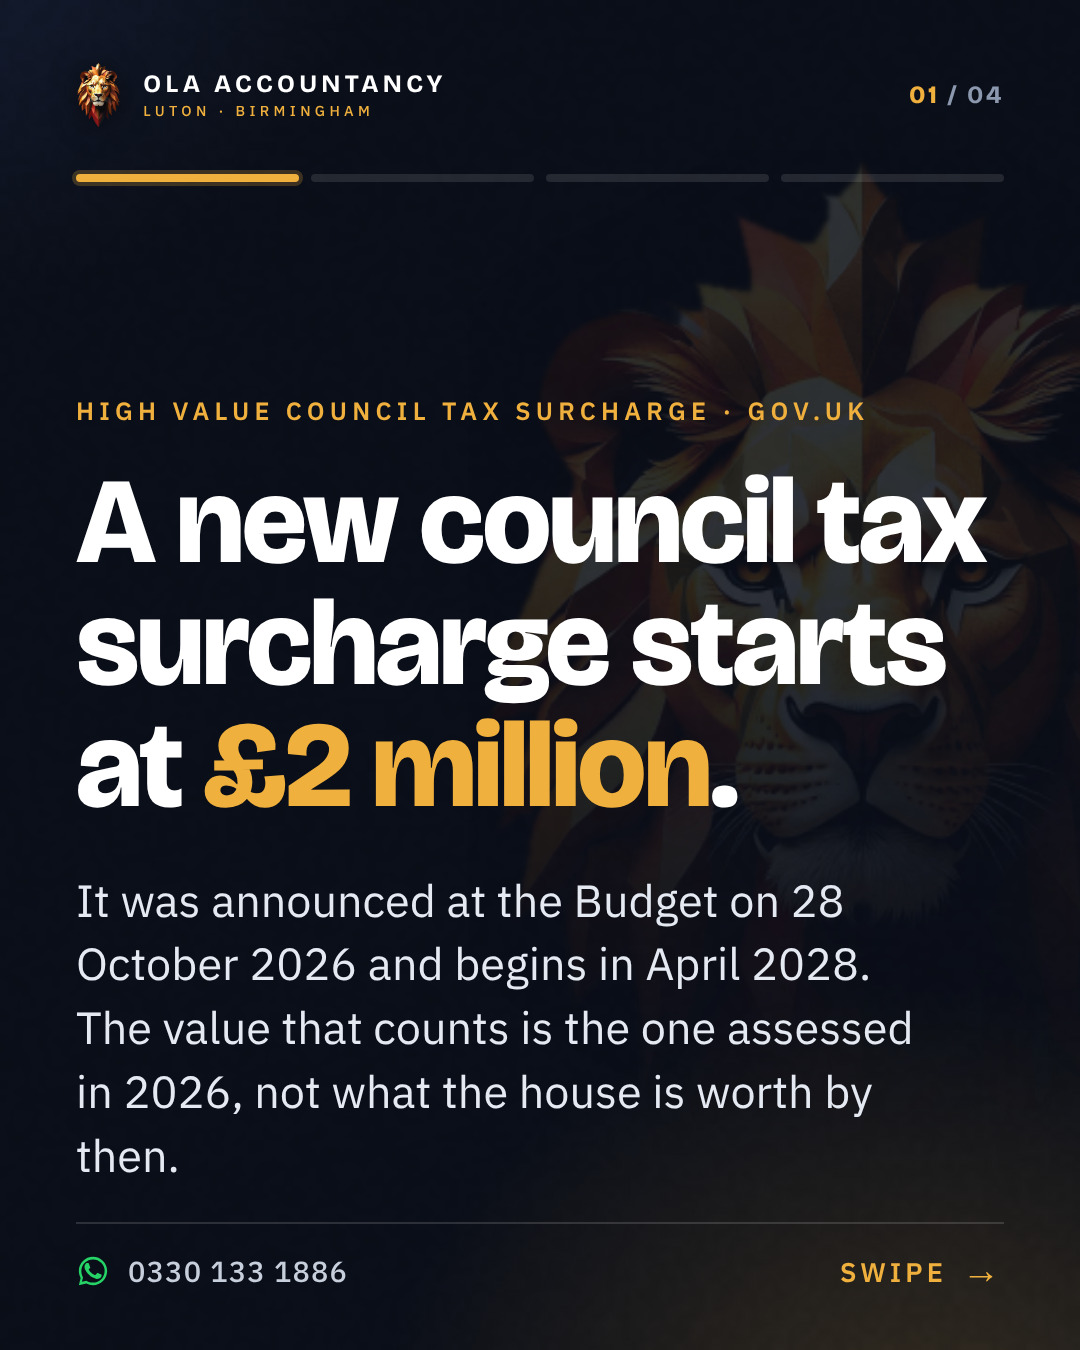 OLA ACCOUNTANCY
LUTON · BIRMINGHAM
01 / 04
HIGH VALUE COUNCIL TAX SURCHARGE · GOV.UK
A new council tax
surcharge starts
at £2 million.
It was announced at the Budget on 28
October 2026 and begins in April 2028.
The value that counts is the one assessed
in 2026, not what the house is worth by
then.
0330 133 1886
SWIPE →